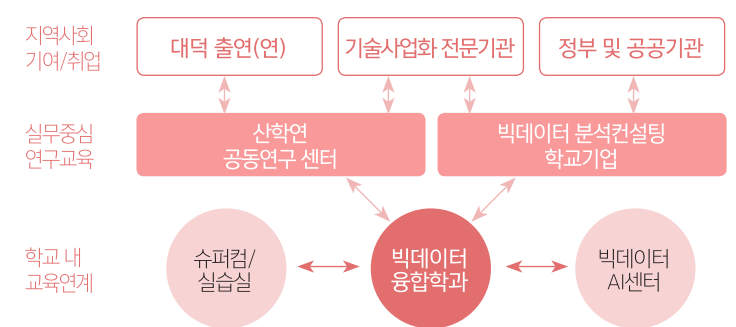 지역사회
기여/취업
대덕 출연(연)
기술사업화 전문기관
정부 및 공공기관
실무중심
연구교육
산학연
공동연구 센터
빅데이터 분석컨설팅
학교기업
학교 내
교육연계
슈퍼컴/
실습실
빅데이터
융합학과
빅데이터
AI센터